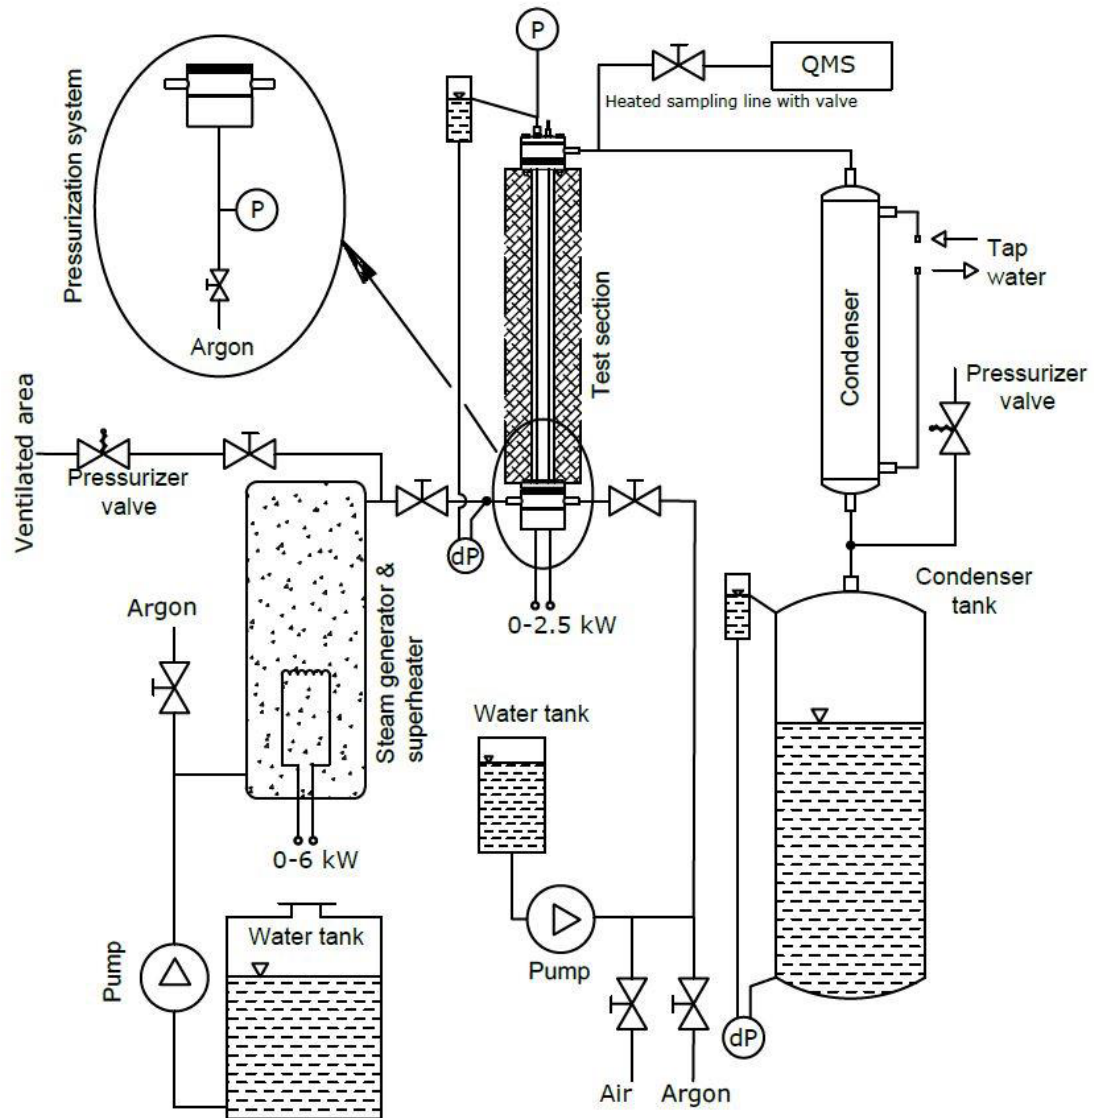 P
QMS
Heated sampling line with valve
Pressurization system
P
Argon
Test section
Condenser
Tap
water
Pressurizer
valve
Ventilated area
Pressurizer
valve
dP
0-2.5 kW
Condenser
tank
Argon
Steam generator &
superheater
0-6 kW
Water tank
Pump
Water tank
Pump
dP
Air
Argon